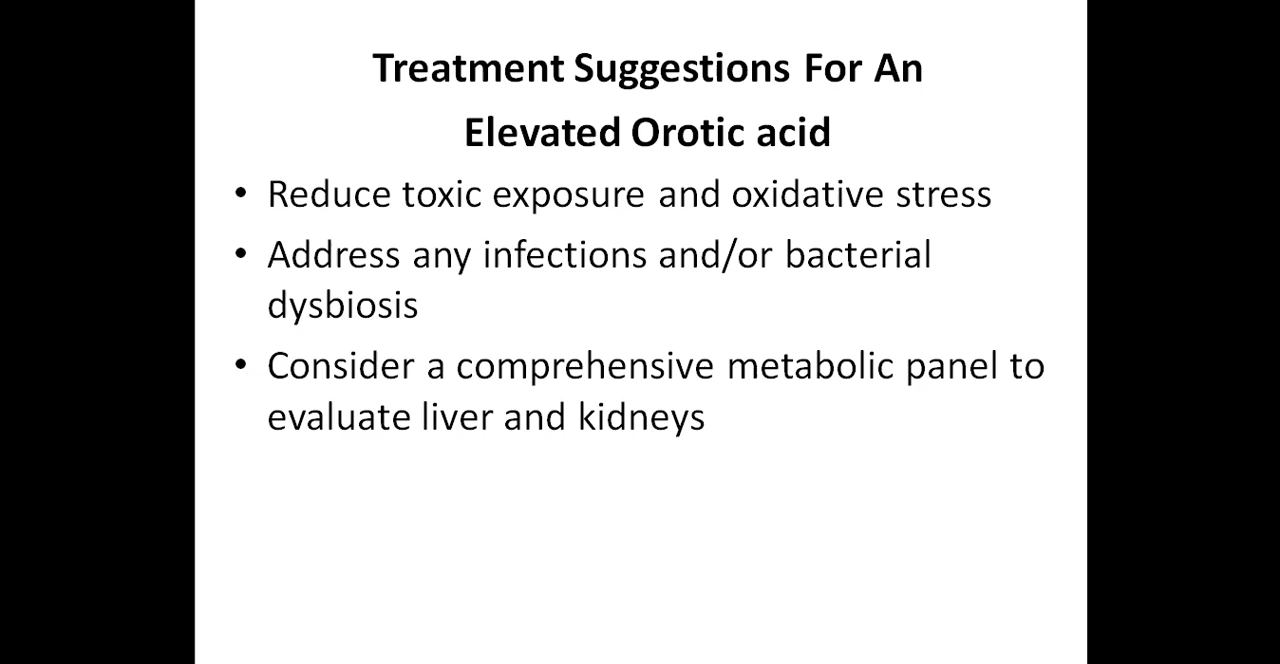 Treatment Suggestions For An
Elevated Orotic acid
• Reduce toxic exposure and oxidative stress
• Address any infections and/or bacterial
dysbiosis
• Consider a comprehensive metabolic panel to
evaluate liver and kidneys